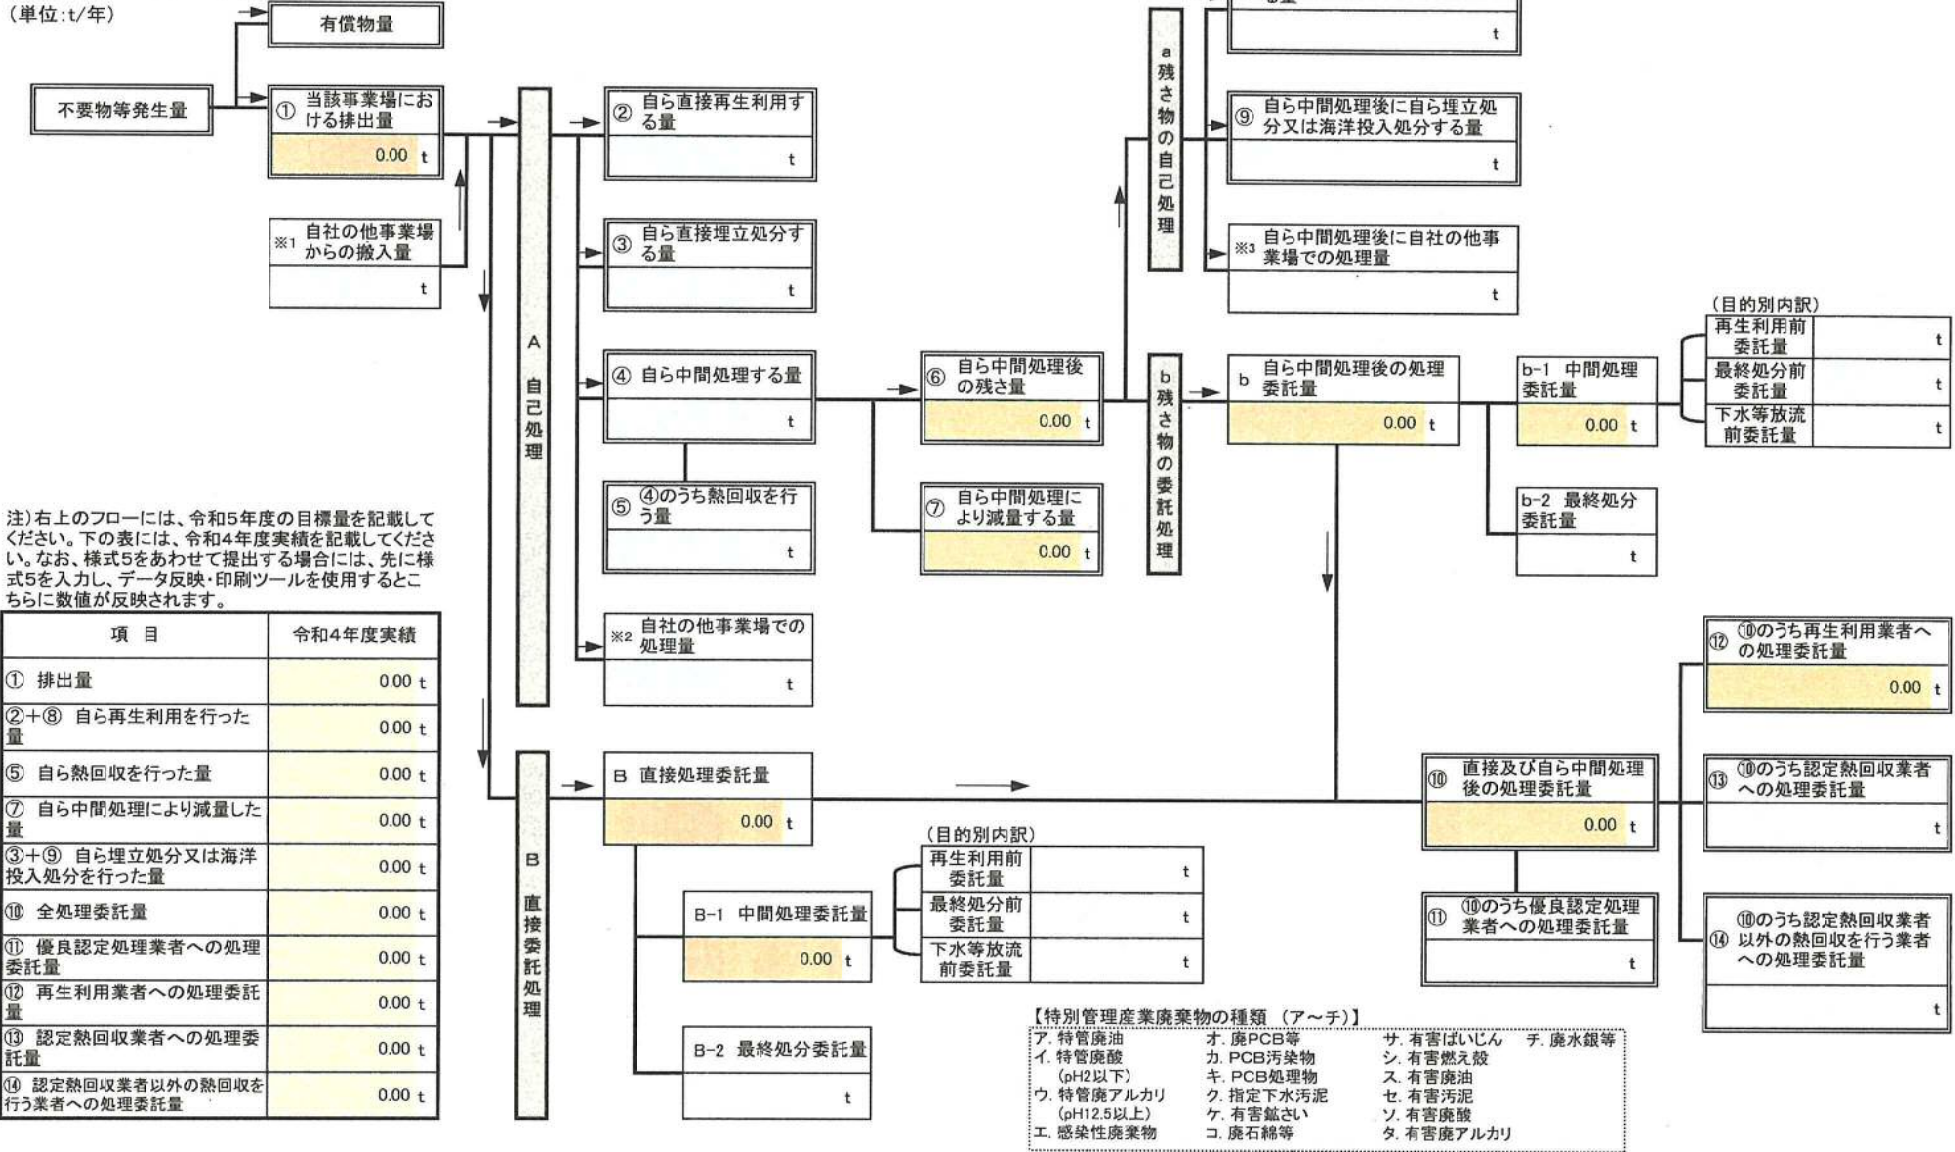 (単位:t/年)
有償物量
不要物等発生量
① 当該事業場にお
ける排出量
0.00 t
※1 自社の他事業場
からの搬入量
t
A 自己処理
② 自ら直接再生利用す
る量
t
③ 自ら直接埋立処分す
る量
t
④ 自ら中間処理する量
t
⑤ ④のうち熱回収を行
う量
t
※2 自社の他事業場での
処理量
t
⑥ 自ら中間処理後
の残さ量
0.00 t
⑦ 自ら中間処理に
より減量する量
0.00 t
a 残さ物の自己処理
t
⑨ 自ら中間処理後に自ら埋立処
分又は海洋投入処分する量
t
※3 自ら中間処理後に自社の他事
業場での処理量
t
b 残さ物の委託処理
b 自ら中間処理後の処理
委託量
0.00 t
b-1 中間処理
委託量
0.00 t
(目的別内訳)
再生利用前
委託量
t
最終処分前
委託量
t
下水等放流
前委託量
t
b-2 最終処分
委託量
t
注)右上のフローには、令和5年度の目標量を記載して
ください。下の表には、令和4年度実績を記載してくださ
い。なお、様式5をあわせて提出する場合には、先に様
式5を入力し、データ反映・印刷ツールを使用するとこ
ちらに数値が反映されます。
項 目 令和4年度実績
① 排出量 0.00 t
②+⑧ 自ら再生利用を行った
量 0.00 t
⑤ 自ら熱回収を行った量 0.00 t
⑦ 自ら中間処理により減量した
量 0.00 t
③+⑨ 自ら埋立処分又は海洋
投入処分を行った量 0.00 t
⑩ 全処理委託量 0.00 t
⑪ 優良認定処理業者への処理
委託量 0.00 t
⑫ 再生利用業者への処理委託
量 0.00 t
⑬ 認定熱回収業者への処理委
託量 0.00 t
⑭ 認定熱回収業者以外の熱回収を
行う業者への処理委託量 0.00 t
B 直接委託処理
B 直接処理委託量
0.00 t
B-1 中間処理委託量
0.00 t
(目的別内訳)
再生利用前
委託量
t
最終処分前
委託量
t
下水等放流
前委託量
t
B-2 最終処分委託量
t
⑩ 直接及び自ら中間処理
後の処理委託量
0.00 t
⑪ ⑩のうち優良認定処理
業者への処理委託量
t
⑫ ⑩のうち再生利用業者へ
の処理委託量
0.00 t
⑬ ⑩のうち認定熱回収業者
への処理委託量
t
⑭ ⑩のうち認定熱回収業者
以外の熱回収を行う業者
への処理委託量
t
【特別管理産業廃棄物の種類 (ア～チ)】
ア. 特管廃油 オ. 廃PCB等 サ. 有害ばいじん チ. 廃水銀等
イ. 特管廃酸 カ. PCB汚染物 シ. 有害燃え殻
(pH2以下) キ. PCB処理物 ス. 有害廃油
ウ. 特管廃アルカリ ク. 指定下水汚泥 セ. 有害汚泥
(pH12.5以上) ケ. 有害鉱さい ソ. 有害廃酸
エ. 感染性廃棄物 コ. 廃石綿等 タ. 有害廃アルカリ